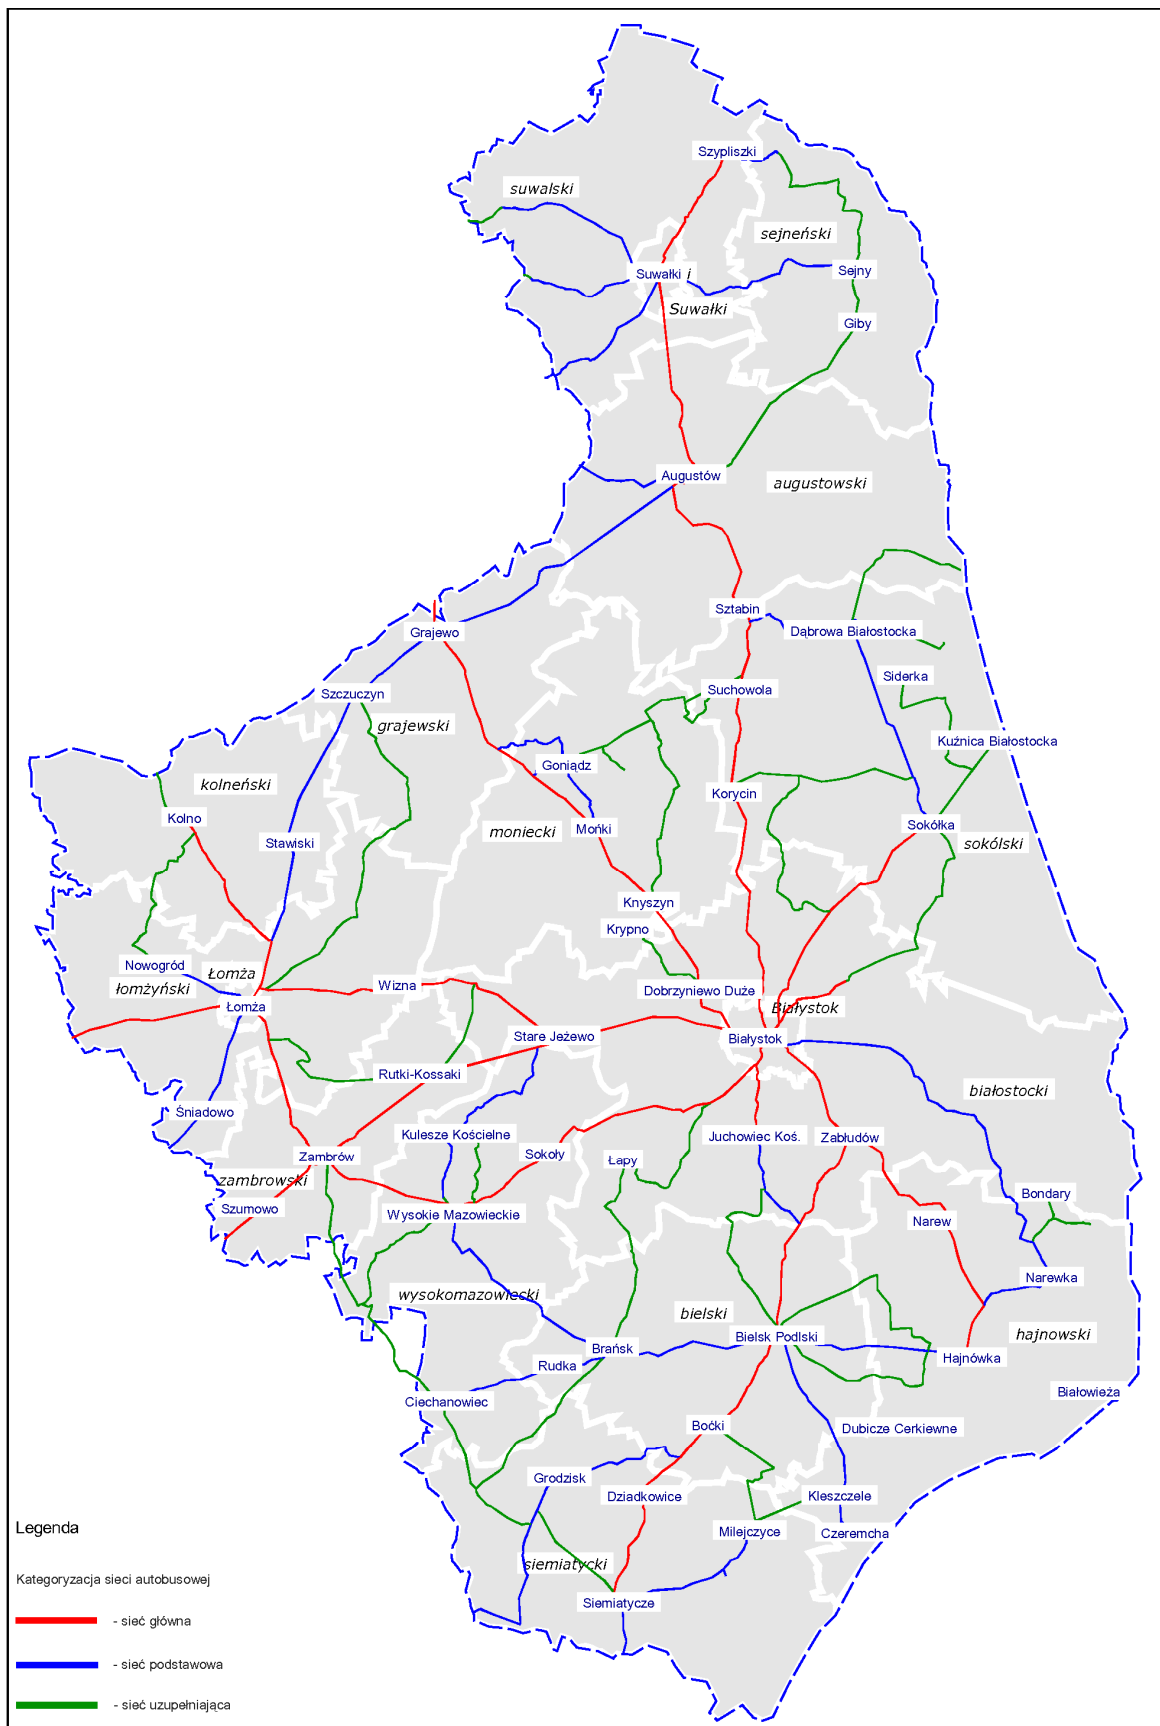 Szypliszki
suwalski
sejneński
Suwałki i
Sejny
Suwałki
Giby
Augustów
augustowski
Sztabin
Grajewo
Dąbrowa Białostocka
Siderka
Suchowola
Szczuczyn
grajewski
Kuźnica Białostocka
Goniądz
kolneński
Korycin
Kolno
Mońki
moniecki
Sokółka
Stawiski
sokólski
Knyszyn
Krypno
Nowogród
Łomża
łomżyński
Wizna
Dobrzyniewo Duże
Łomża
Białystok
Stare Jeżewo
Białystok
Rutki-Kossaki
białostocki
Śniadowo
Kulesze Kościelne
Juchowiec Koś.
Zabłudów
Sokoły
Zambrów
Łapy
zambrowski
Bondary
Szumowo
Wysokie Mazowieckie
Narew
Narewka
wysokomazowiecki
bielski
Bielsk Podlski
hajnowski
Brańsk
Rudka
Hajnówka
Ciechanowiec
Białowieża
Boćki
Dubicze Cerkiewne
Grodzisk
Dziadkowice
Kleszczele
Milejczyce
Czeremcha
siemiatycki
Siemiatycze
Legenda
Kategoryzacja sieci autobusowej
- sieć główna
- sieć podstawowa
- sieć uzupełniająca